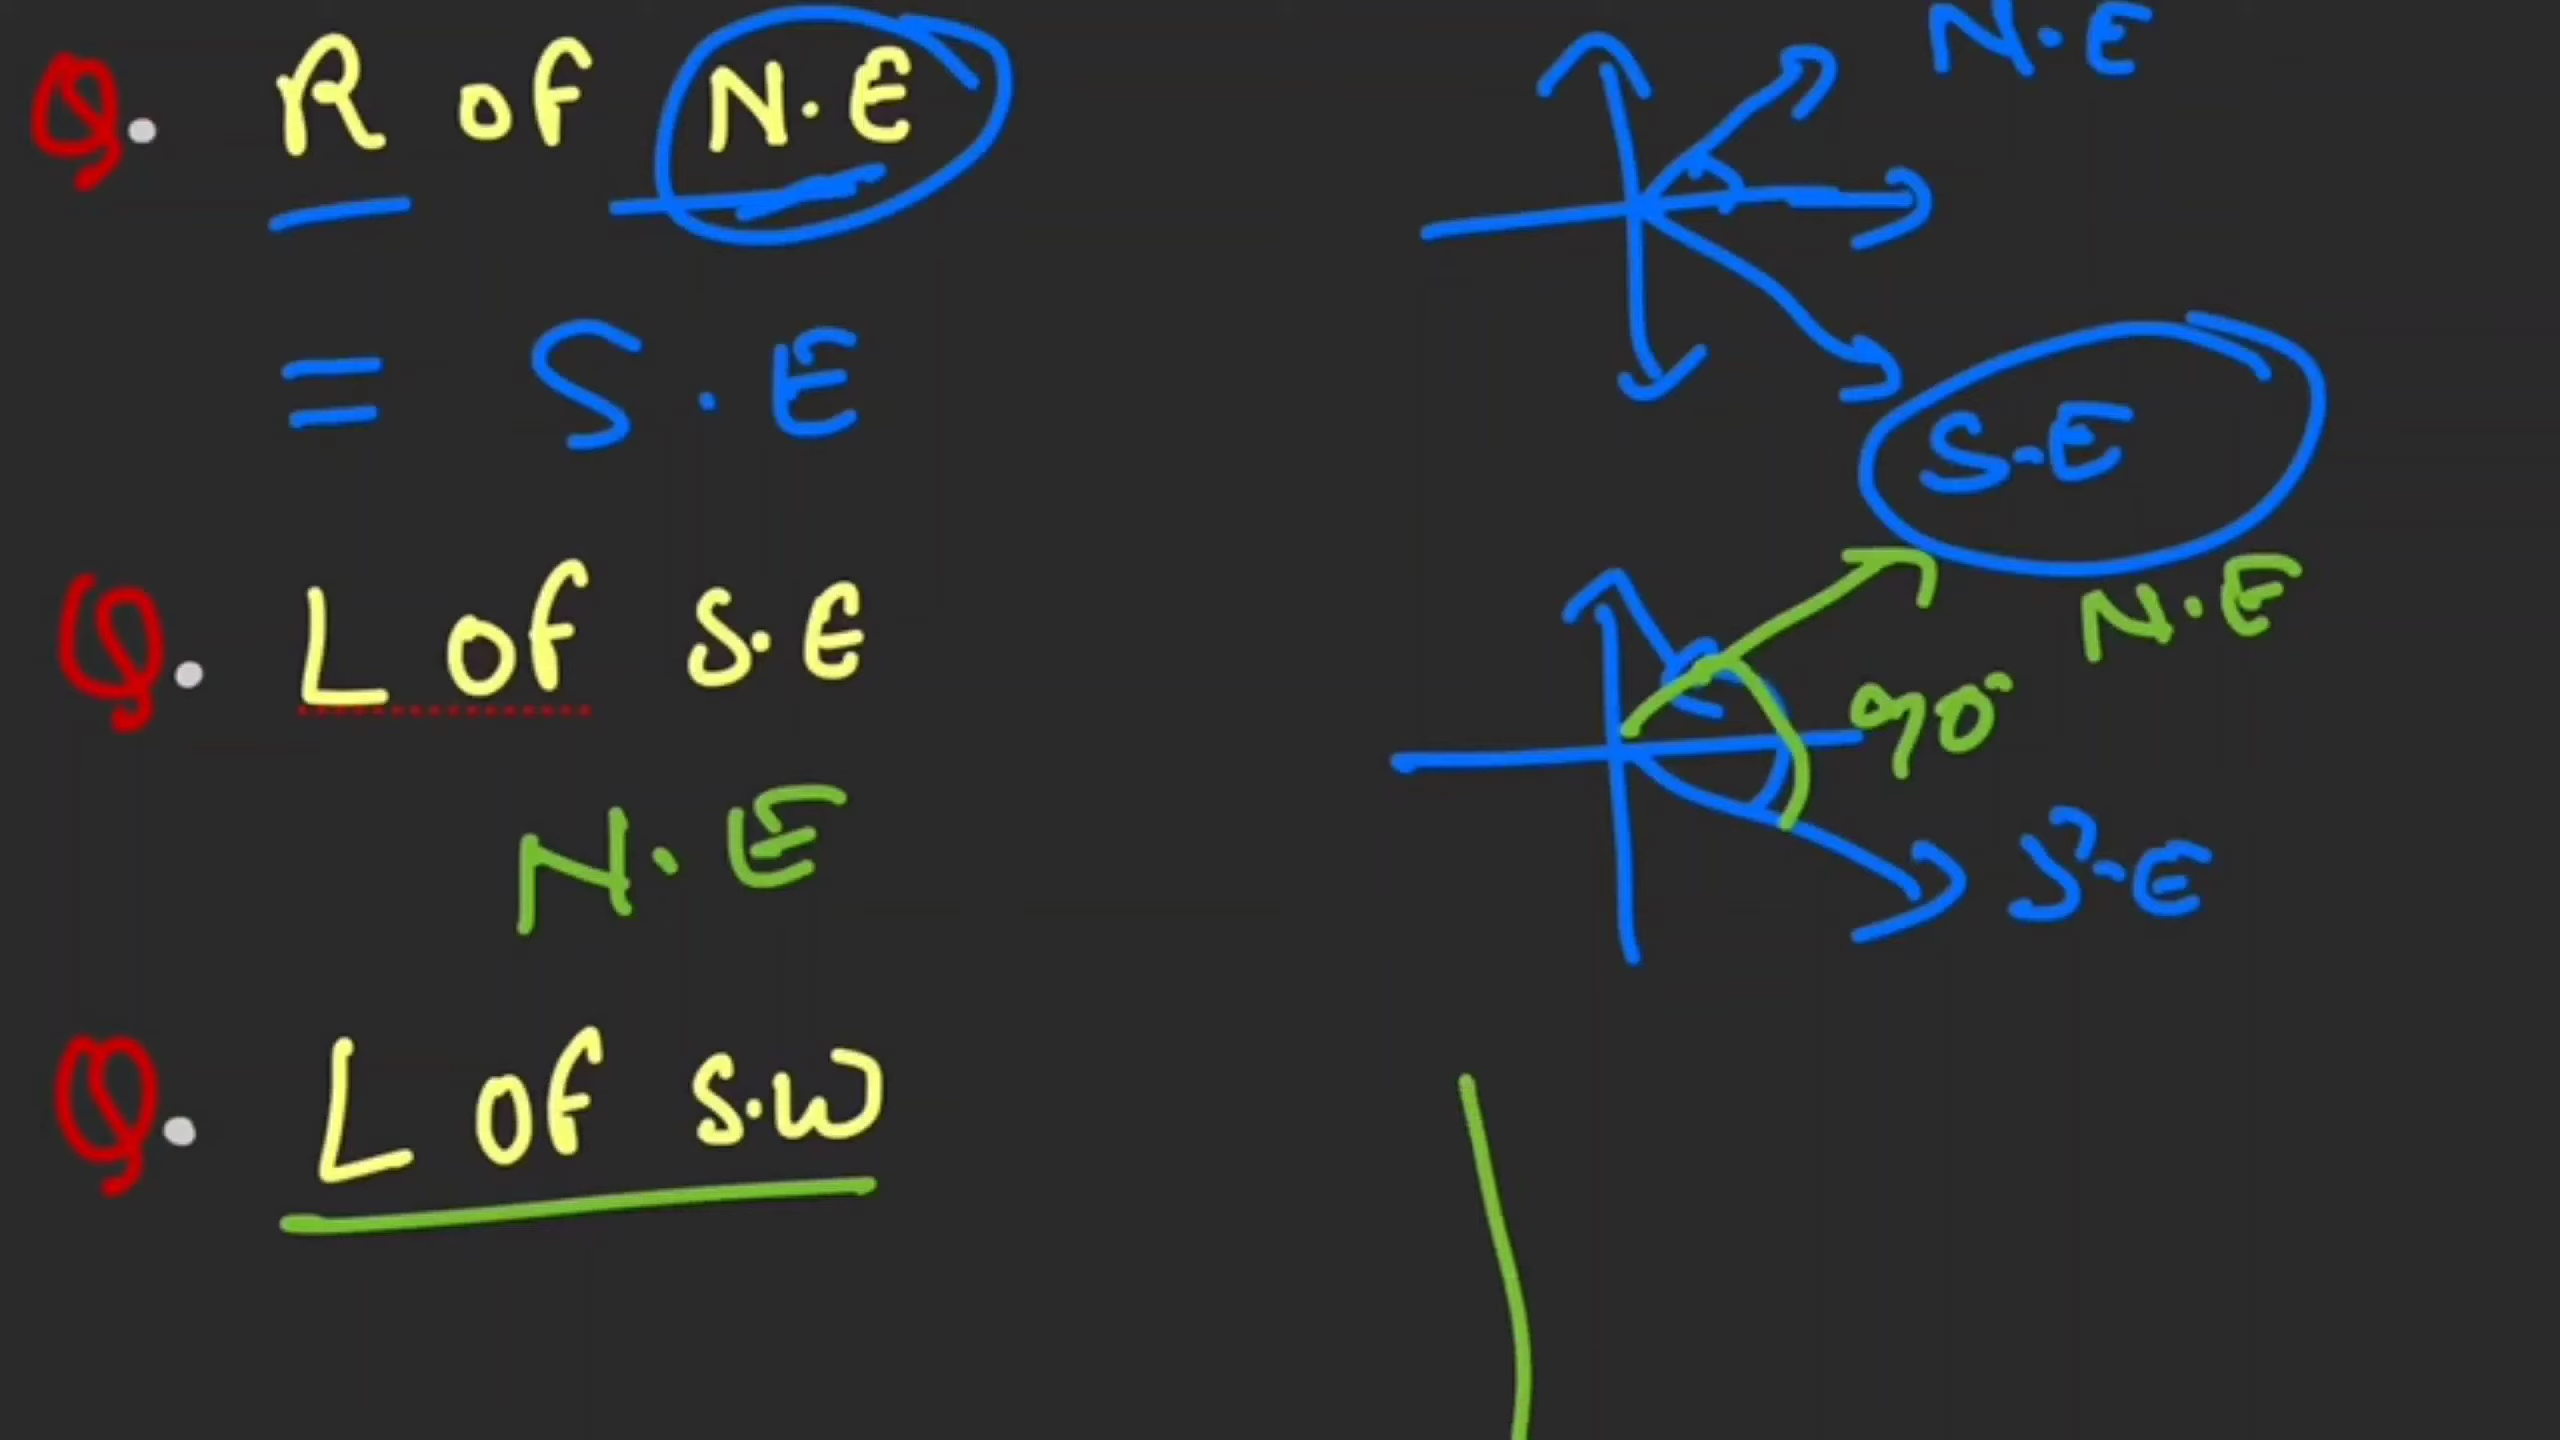 Q. R of N.E
N.E
= S.E
S-E
Q. L of S.E
N.E
90°
N.E
S-E
Q. L of S.W